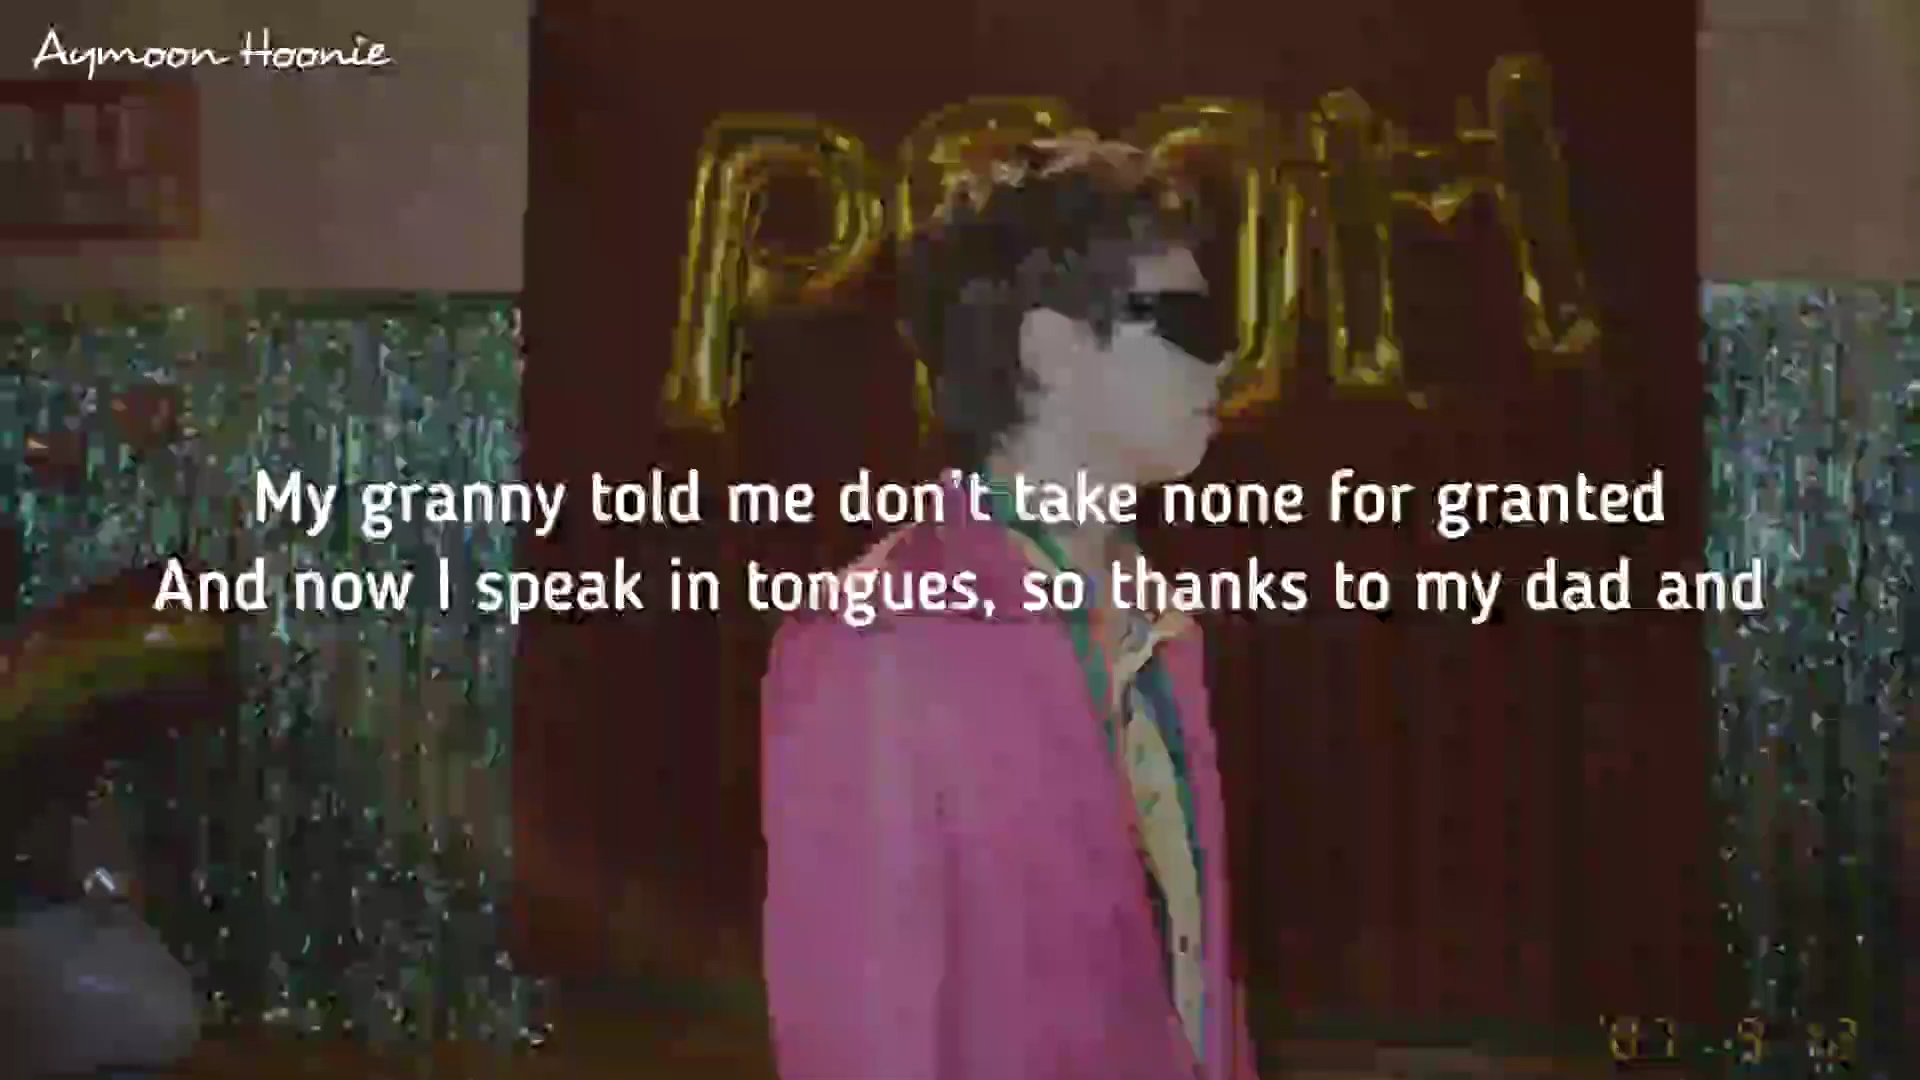 Aymoon Hoonie
POOH
My granny told me don't take none for granted
And now I speak in tongues, so thanks to my dad and